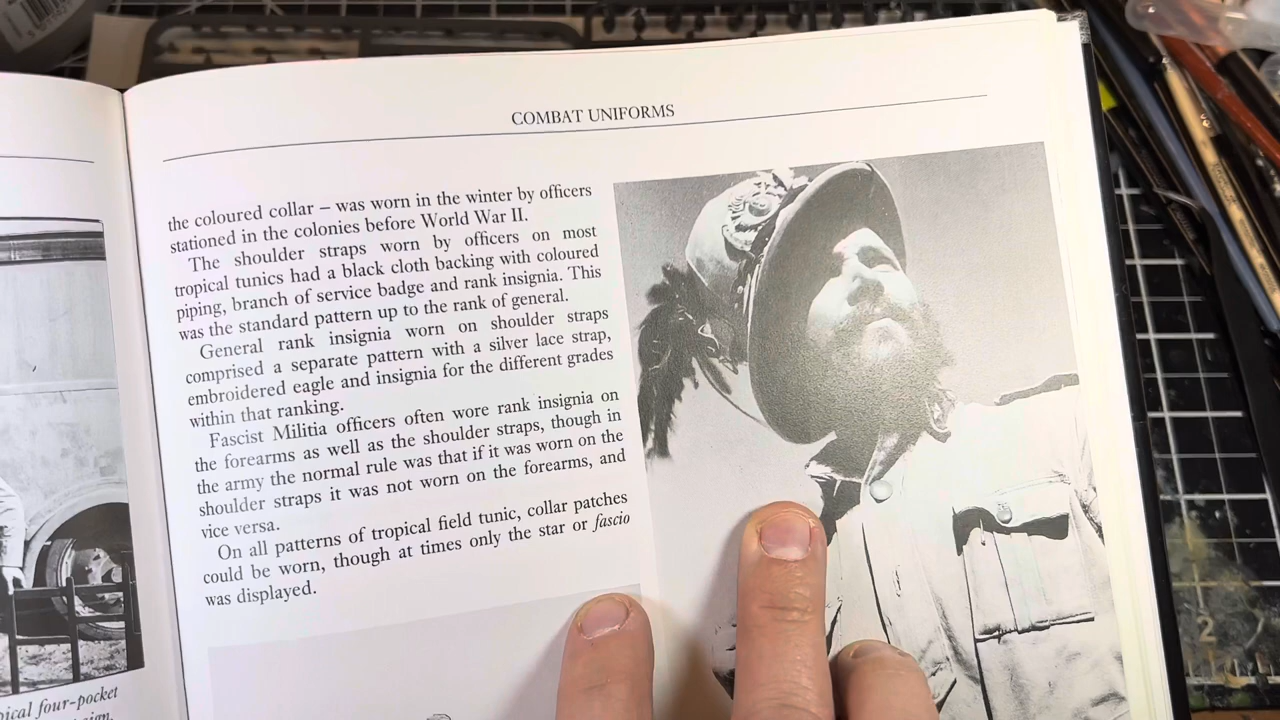 COMBAT UNIFORMS
the coloured collar – was worn in the winter by officers
stationed in the colonies before World War II.
The shoulder straps worn by officers on most
tropical tunics had a black cloth backing with coloured
piping, branch of service badge and rank insignia. This
was the standard pattern up to the rank of general.
General rank insignia worn on shoulder straps
comprised a separate pattern with a silver lace strap,
embroidered eagle and insignia for the different grades
within that ranking.
Fascist Militia officers often wore rank insignia on
the forearms as well as the shoulder straps, though in
the army the normal rule was that if it was worn on the
shoulder straps it was not worn on the forearms, and
vice versa.
On all patterns of tropical field tunic, collar patches
could be worn, though at times only the star or fascio
was displayed.
four-pocket
2